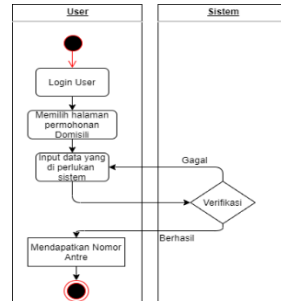 User
Sistem
Login User
Memilih halaman
permohonan
Domisili
Input data yang
di perlukan
sistem
Gagal
Verifikasi
Berhasil
Mendapatkan Nomor
Antre